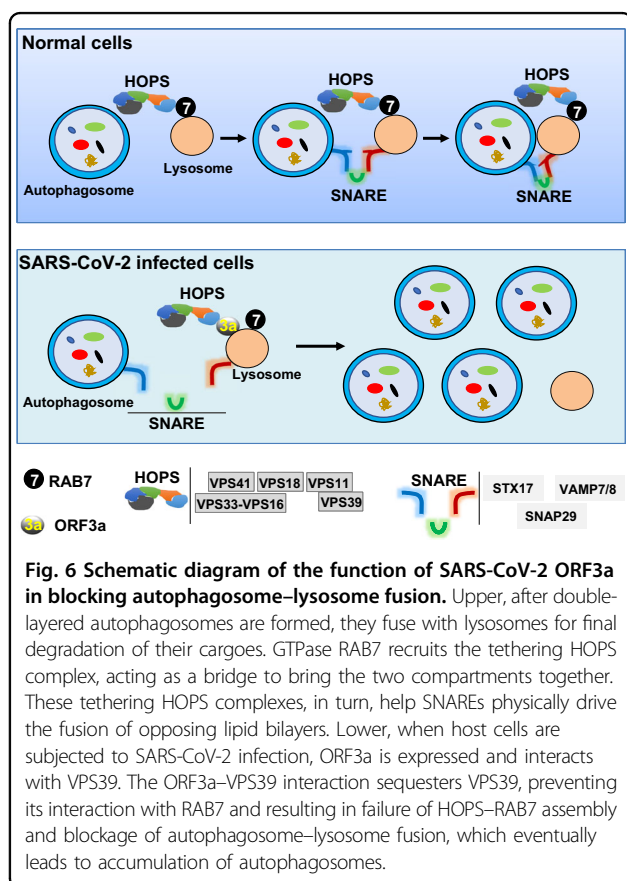 Normal cells
HOPS
HOPS
HOPS
7
7
7
Autophagosome
Lysosome
SNARE
SNARE
SARS-CoV-2 infected cells
HOPS
3a
7
Autophagosome
Lysosome
SNARE
7 RAB7
HOPS
VPS41 VPS18 VPS11
VPS33-VPS16 VPS39
SNARE
STX17 VAMP7/8
SNAP29
3a ORF3a
Fig. 6 Schematic diagram of the function of SARS-CoV-2 ORF3a
in blocking autophagosome–lysosome fusion. Upper, after double-
layered autophagosomes are formed, they fuse with lysosomes for final
degradation of their cargoes. GTPase RAB7 recruits the tethering HOPS
complex, acting as a bridge to bring the two compartments together.
These tethering HOPS complexes, in turn, help SNAREs physically drive
the fusion of opposing lipid bilayers. Lower, when host cells are
subjected to SARS-CoV-2 infection, ORF3a is expressed and interacts
with VPS39. The ORF3a–VPS39 interaction sequesters VPS39, preventing
its interaction with RAB7 and resulting in failure of HOPS–RAB7 assembly
and blockage of autophagosome–lysosome fusion, which eventually
leads to accumulation of autophagosomes.